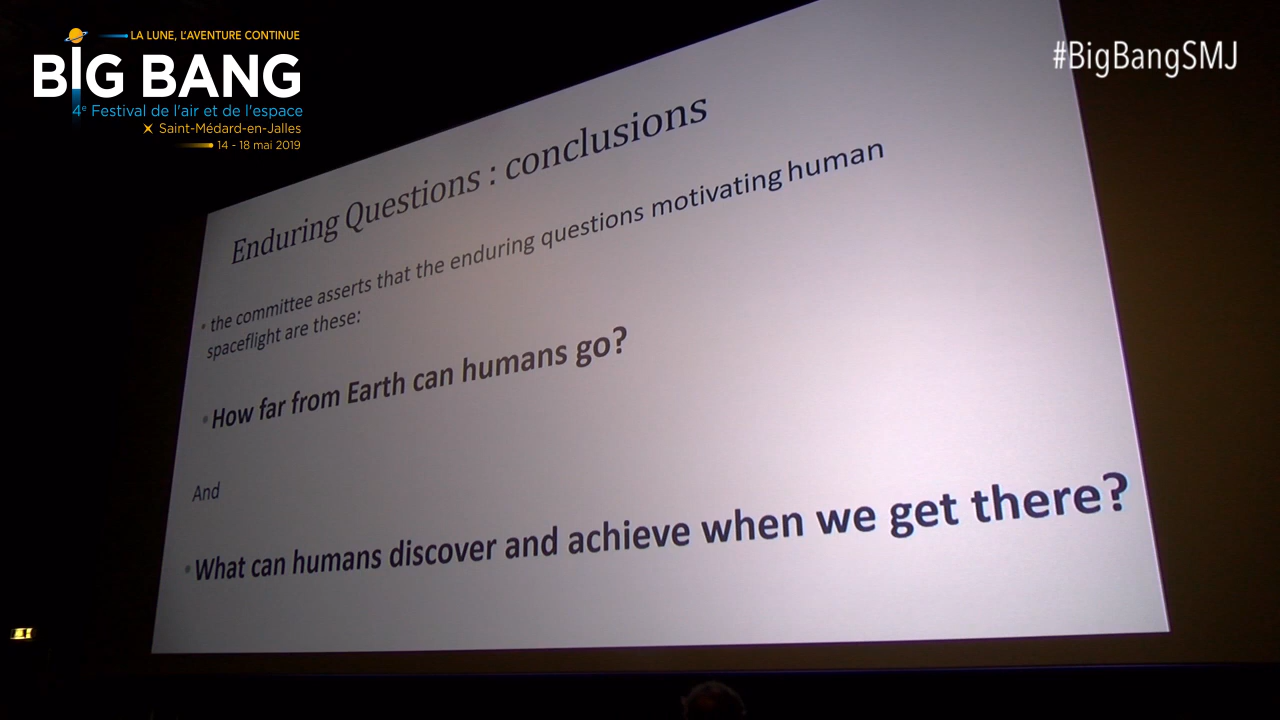 LA LUNE, L'AVENTURE CONTINUE
BIG BANG
4e Festival de l'air et de l'espace
Saint-Médard-en-Jalles
14 - 18 mai 2019
#BigBangSMJ
Enduring Questions : conclusions
• the committee asserts that the enduring questions motivating human
spaceflight are these:
• How far from Earth can humans go?
And
• What can humans discover and achieve when we get there?